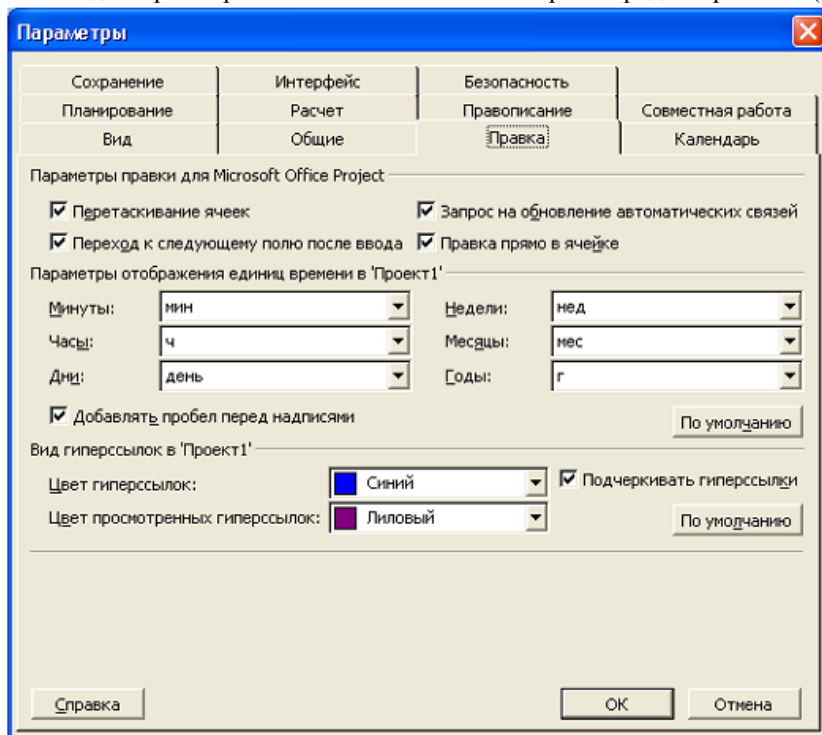 Параметры
Сохранение Интерфейс Безопасность
Планирование Расчет Правописание Совместная работа
Вид Общие Правка Календарь
Параметры правки для Microsoft Office Project
Перетаскивание ячеек Запрос на обновление автоматических связей
Переход к следующему полю после ввода Правка прямо в ячейке
Параметры отображения единиц времени в 'Проект1'
Минуты: мин Недели: нед
Часы: ч Месяцы: мес
Дни: день Годы: г
Добавлять пробел перед надписями По умолчанию
Вид гиперссылок в 'Проект1'
Цвет гиперссылок: Синий Подчеркивать гиперссылки
Цвет просмотренных гиперссылок: Лиловый По умолчанию
Справка ОК Отмена